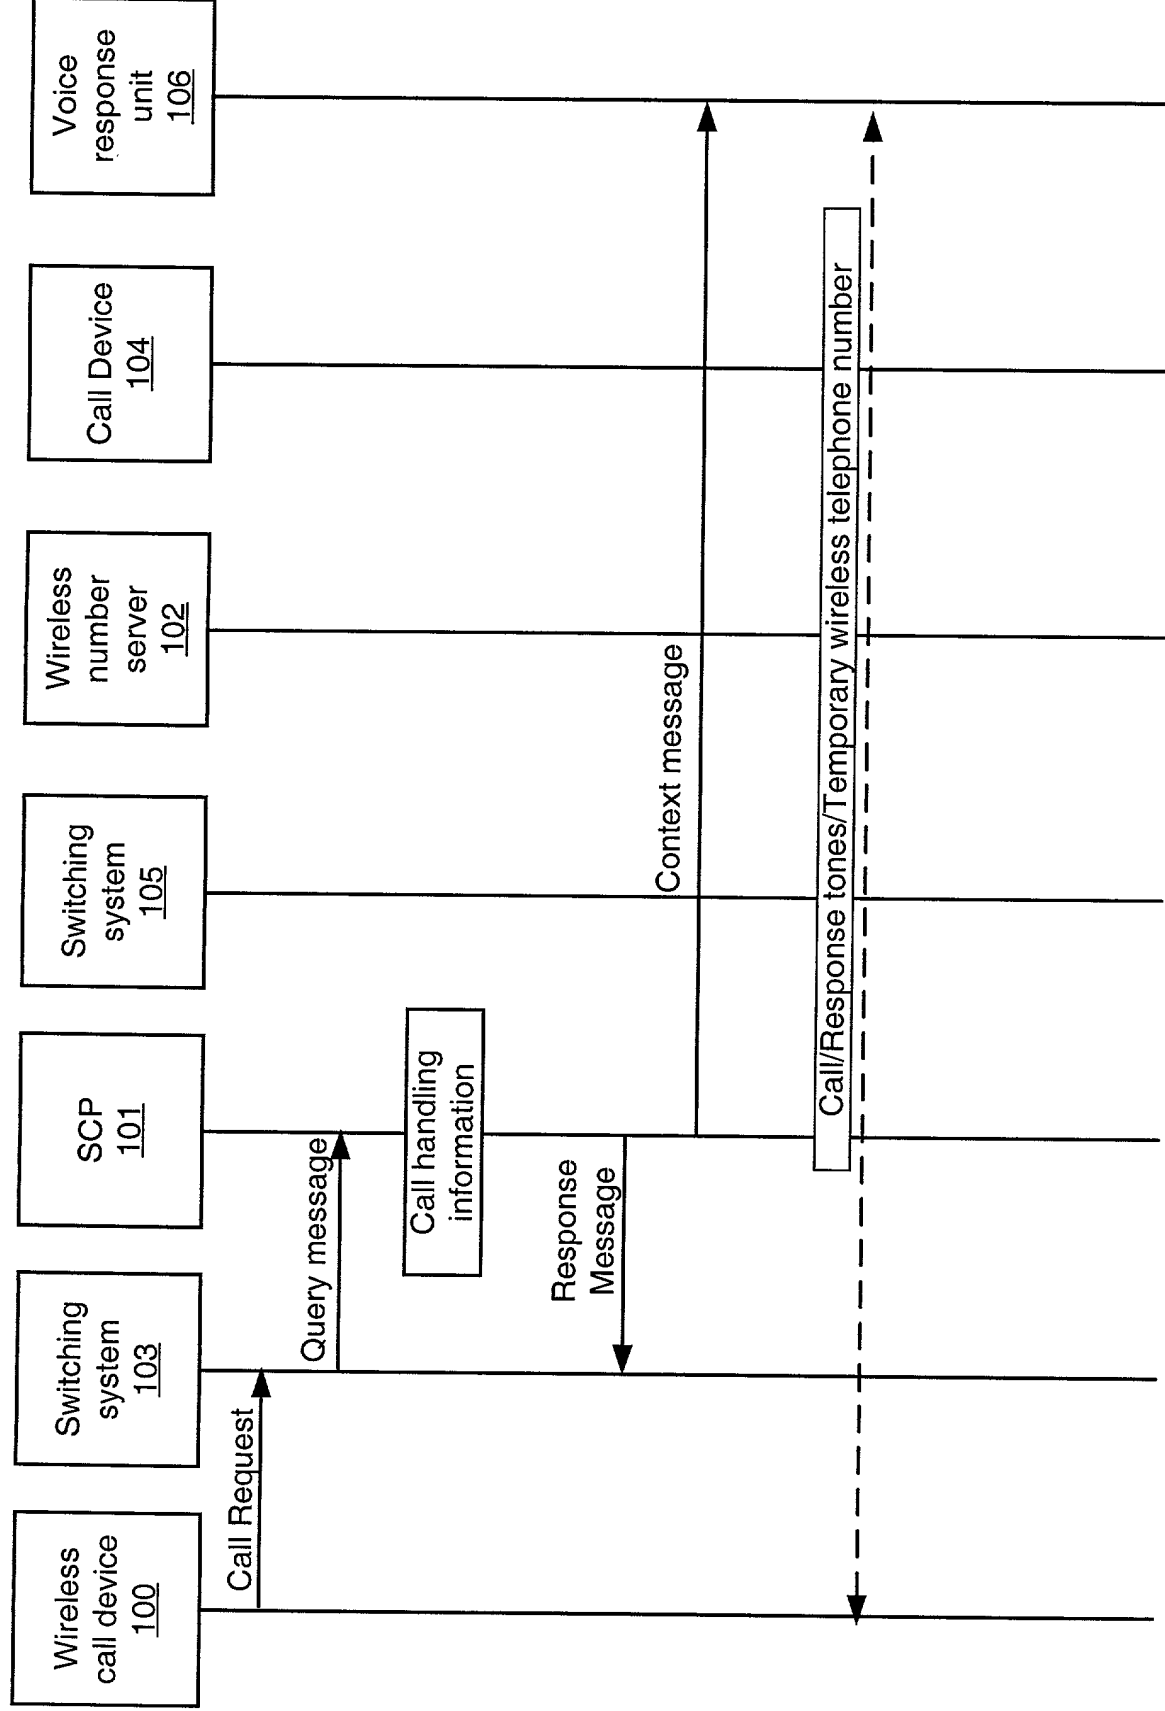 Wireless
call device
100
Switching
system
103
SCP
101
Switching
system
105
Wireless
number
server
102
Call Device
104
Voice
response
unit
106
Call Request
Query message
Call handling
information
Response
Message
Context message
Call/Response tones/Temporary wireless telephone number